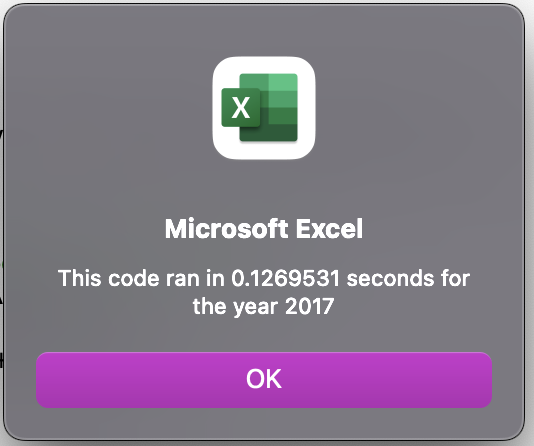 X
Microsoft Excel
This code ran in 0.1269531 seconds for
the year 2017
OK